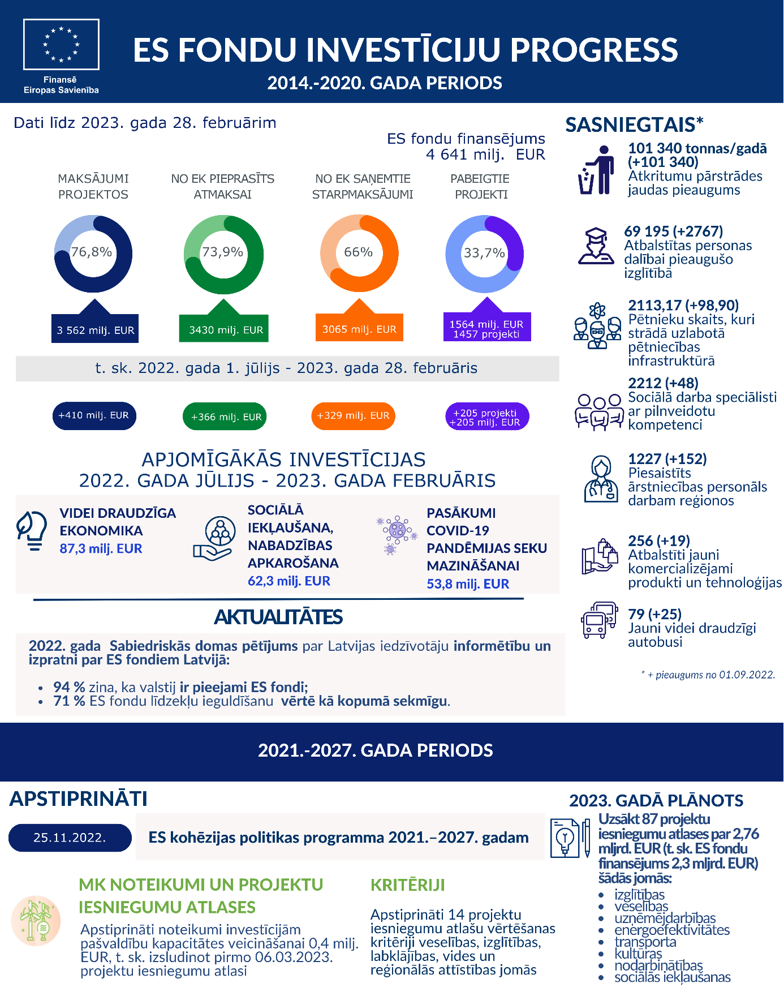 Finansē
Eiropas Savienība
ES FONDU INVESTĪCIJU PROGRESS
2014.-2020. GADA PERIODS
Dati līdz 2023. gada 28. februārim
ES fondu finansējums
4 641 milj.  EUR
MAKSĀJUMI
PROJEKTOS
76,8%
3 562 milj. EUR
NO EK PIEPRASĪTS
ATMAKSAI
73,9%
3430 milj. EUR
NO EK SAŅEMTIE
STARPMAKSĀJUMI
66%
3065 milj. EUR
PABEIGTIE
PROJEKTI
33,7%
1564 milj. EUR
1457 projekti
t. sk. 2022. gada 1. jūlijs - 2023. gada 28. februāris
+410 milj. EUR
+366 milj. EUR
+329 milj. EUR
+205 projekti
+205 milj. EUR
APJOMĪGĀKĀS INVESTĪCIJAS
2022. GADA JŪLIJS - 2023. GADA FEBRUĀRIS
VIDEI DRAUDZĪGA
EKONOMIKA
87,3 milj. EUR
SOCIĀLĀ
IEKĻAUŠANA,
NABADZĪBAS
APKAROŠANA
62,3 milj. EUR
PASĀKUMI
COVID-19
PANDĒMIJAS SEKU
MAZINĀŠANAI
53,8 milj. EUR
AKTUALITĀTES
2022. gada  Sabiedriskās domas pētījums par Latvijas iedzīvotāju informētību un
izpratni par ES fondiem Latvijā:
• 94 % zina, ka valstij ir pieejami ES fondi;
• 71 % ES fondu līdzekļu ieguldīšanu  vērtē kā kopumā sekmīgu.
SASNIEGTAIS*
101 340 tonnas/gadā
(+101 340)
Atkritumu pārstrādes
jaudas pieaugums
69 195 (+2767)
Atbalstītas personas
dalībai pieaugušo
izglītībā
2113,17 (+98,90)
Pētnieku skaits, kuri
strādā uzlabotā
pētniecības
infrastruktūrā
2212 (+48)
Sociālā darba speciālisti
ar pilnveidotu
kompetenci
1227 (+152)
Piesaistīts
ārstniecības personāls
darbam reģionos
256 (+19)
Atbalstīti jauni
komercializējami
produkti un tehnoloģijas
79 (+25)
Jauni videi draudzīgi
autobusi
* + pieaugums no 01.09.2022.
2021.-2027. GADA PERIODS
APSTIPRINĀTI
25.11.2022.
ES kohēzijas politikas programma 2021.–2027. gadam
MK NOTEIKUMI UN PROJEKTU
IESNIEGUMU ATLASES
Apstiprināti noteikumi investīcijām
pašvaldību kapacitātes veicināšanai 0,4 milj.
EUR, t. sk. izsludinot pirmo 06.03.2023.
projektu iesniegumu atlasi
KRITĒRIJI
Apstiprināti 14 projektu
iesniegumu atlašu vērtēšanas
kritēriji veselības, izglītības,
labklājības, vides un
reģionālās attīstības jomās
2023. GADĀ PLĀNOTS
Uzsākt 87 projektu
iesniegumu atlases par 2,76
mljrd. EUR (t. sk. ES fondu
finansējums 2,3 mljrd. EUR)
šādās jomās:
• izglītības
• veselības
• uzņēmējdarbības
• energoefektivitātes
• transporta
• kultūras
• nodarbinātības
• sociālās iekļaušanas